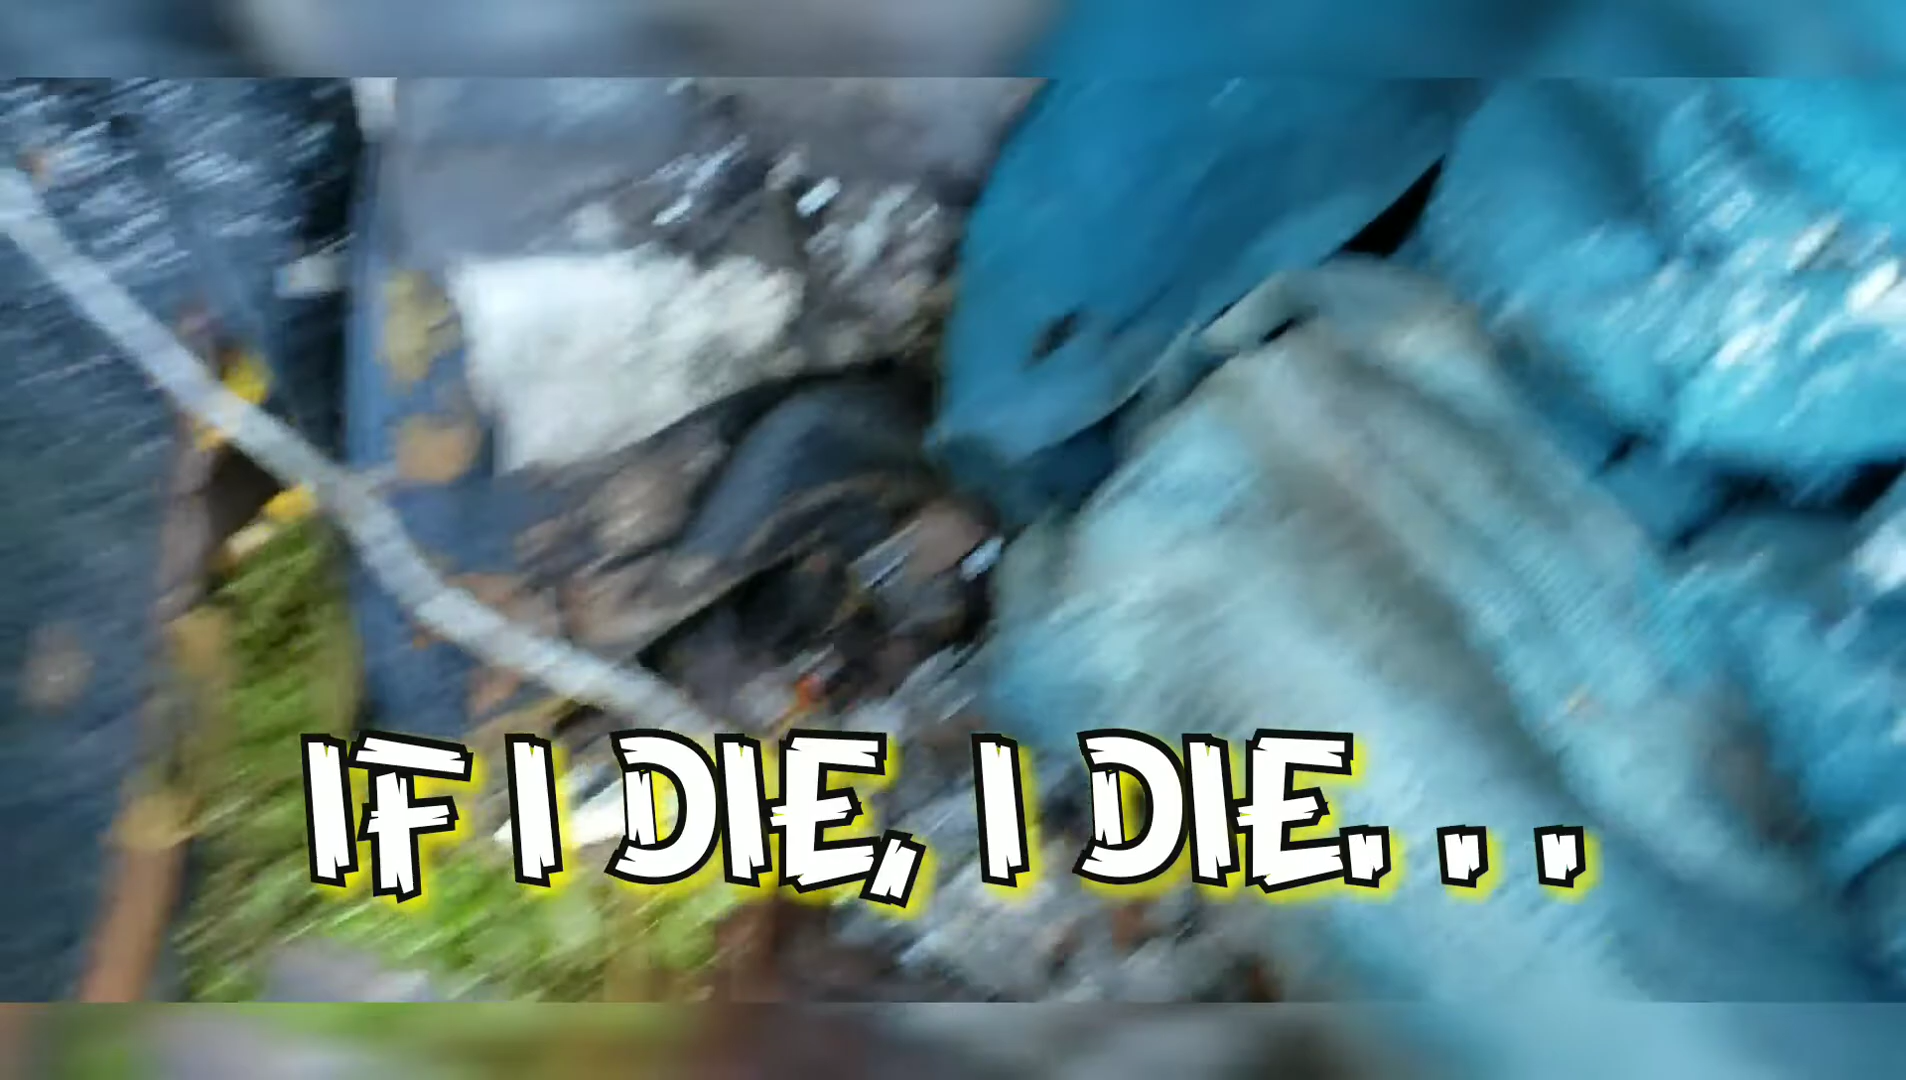 IF I DIE, I DIE. . .